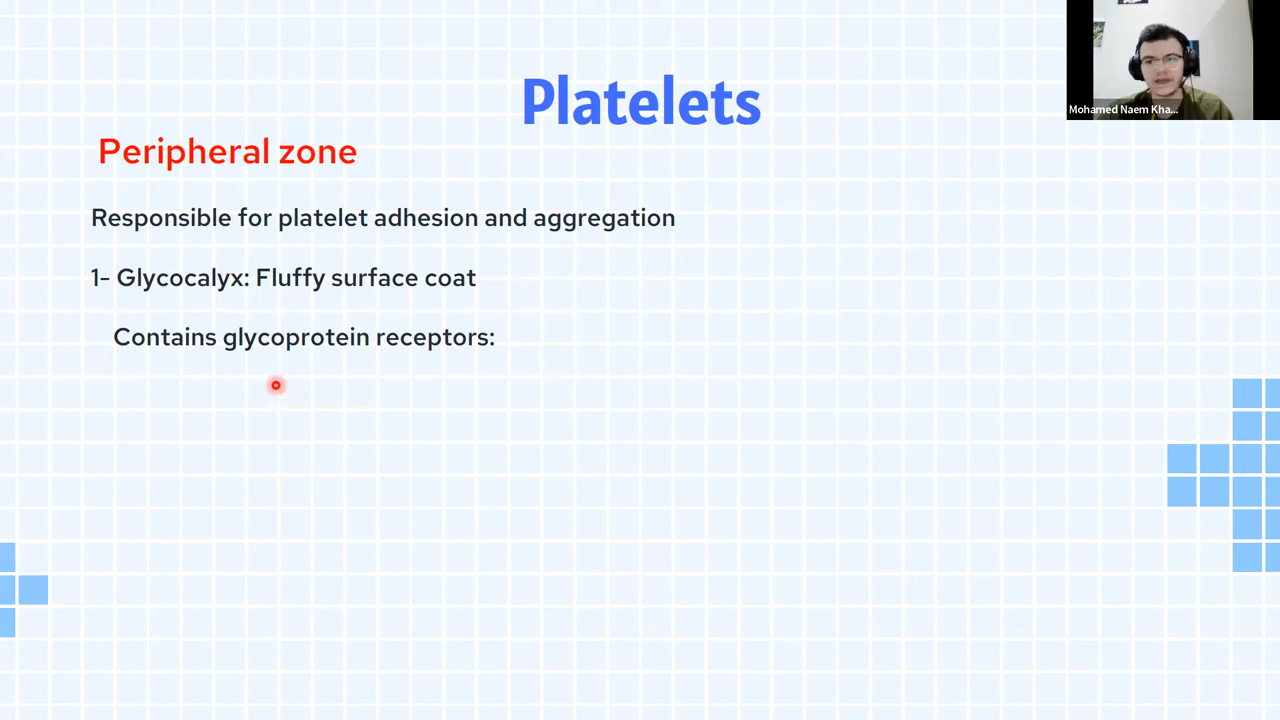 Platelets
Mohamed Naem Kha...
Peripheral zone
Responsible for platelet adhesion and aggregation
1- Glycocalyx: Fluffy surface coat
Contains glycoprotein receptors: